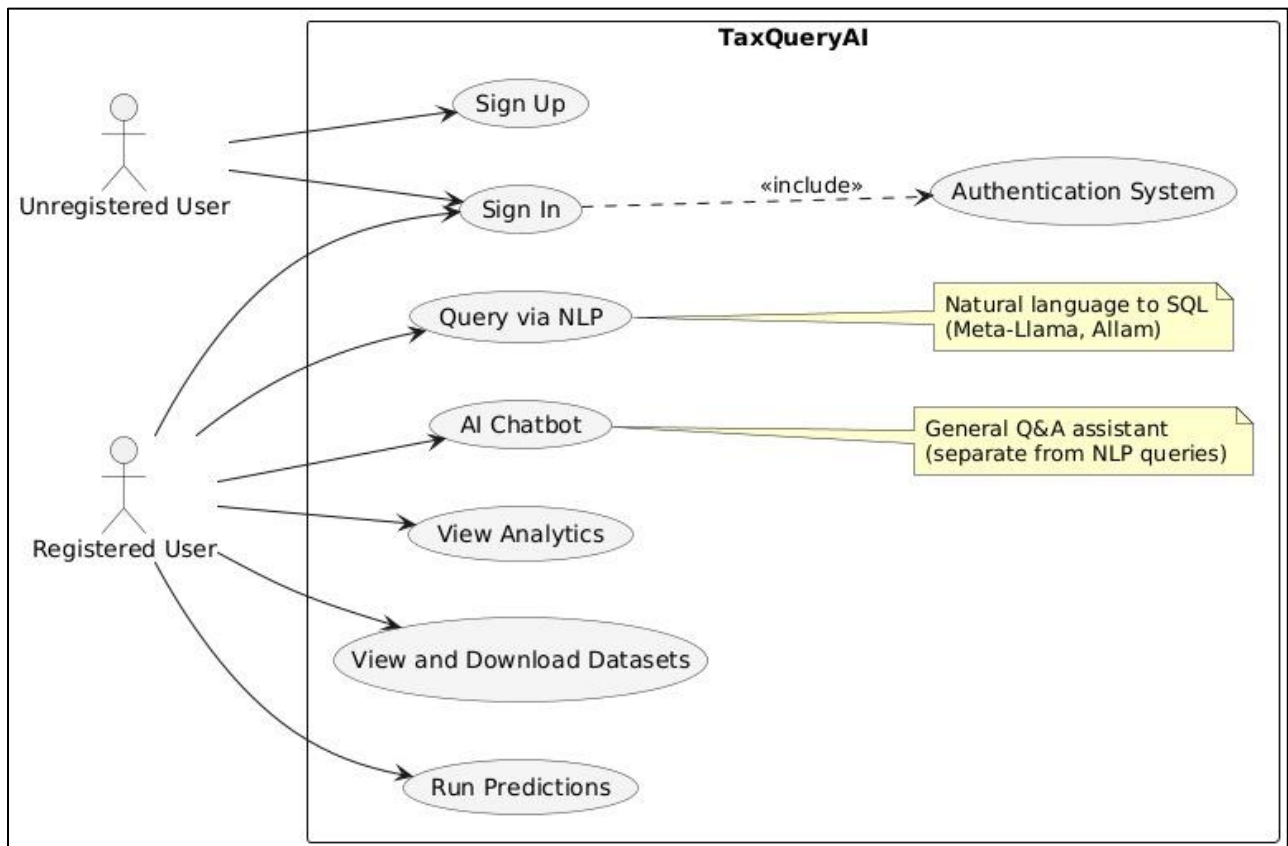 TaxQueryAI
Sign Up
Unregistered User
Sign In
«include»
Authentication System
Query via NLP
Natural language to SQL
(Meta-Llama, Allam)
AI Chatbot
General Q&A assistant
(separate from NLP queries)
View Analytics
Registered User
View and Download Datasets
Run Predictions